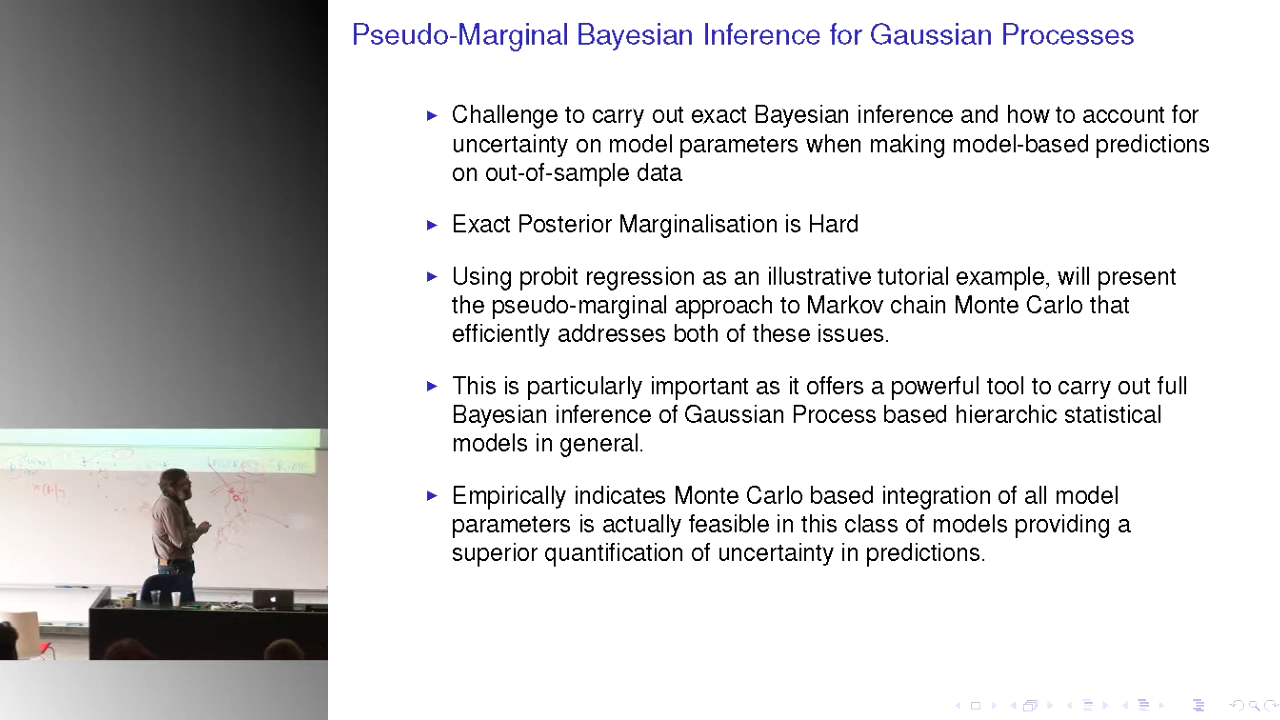 Pseudo-Marginal Bayesian Inference for Gaussian Processes
▶ Challenge to carry out exact Bayesian inference and how to account for
uncertainty on model parameters when making model-based predictions
on out-of-sample data
▶ Exact Posterior Marginalisation is Hard
▶ Using probit regression as an illustrative tutorial example, will present
the pseudo-marginal approach to Markov chain Monte Carlo that
efficiently addresses both of these issues.
▶ This is particularly important as it offers a powerful tool to carry out full
Bayesian inference of Gaussian Process based hierarchic statistical
models in general.
▶ Empirically indicates Monte Carlo based integration of all model
parameters is actually feasible in this class of models providing a
superior quantification of uncertainty in predictions.